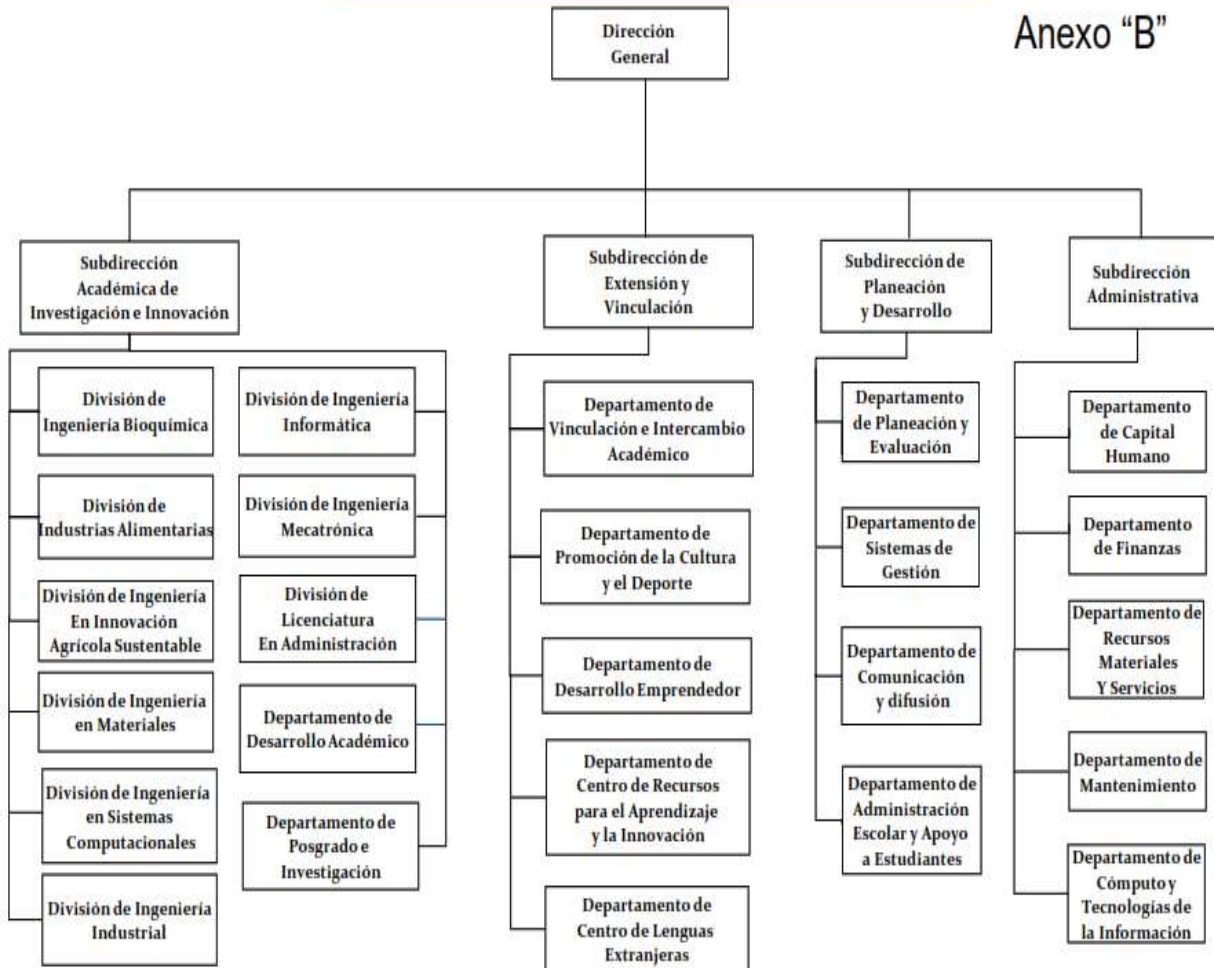 Anexo “B”
Dirección
General
Subdirección
Académica de
Investigación e Innovación
División de
Ingeniería Bioquímica
División de
Industrias Alimentarias
División de Ingeniería
En Innovación
Agrícola Sustentable
División de Ingeniería
en Materiales
División de Ingeniería
en Sistemas
Computacionales
División de Ingeniería
Industrial
División de Ingeniería
Informática
División de Ingeniería
Mecatrónica
División de
Licenciatura
En Administración
Departamento de
Desarrollo Académico
Departamento de
Posgrado e
Investigación
Subdirección de
Extensión y
Vinculación
Departamento de
Vinculación e Intercambio
Académico
Departamento de
Promoción de la Cultura
y el Deporte
Departamento de
Desarrollo Emprendedor
Departamento de
Centro de Recursos
para el Aprendizaje
y la Innovación
Departamento de
Centro de Lenguas
Extranjeras
Subdirección de
Planeación
y Desarrollo
Departamento
de Planeación y
Evaluación
Departamento de
Sistemas de
Gestión
Departamento de
Comunicación
y difusión
Departamento de
Administración
Escolar y Apoyo
a Estudiantes
Subdirección
Administrativa
Departamento
de Capital
Humano
Departamento
de Finanzas
Departamento de
Recursos
Materiales
Y Servicios
Departamento de
Mantenimiento
Departamento de
Cómputo y
Tecnologías de
la Información